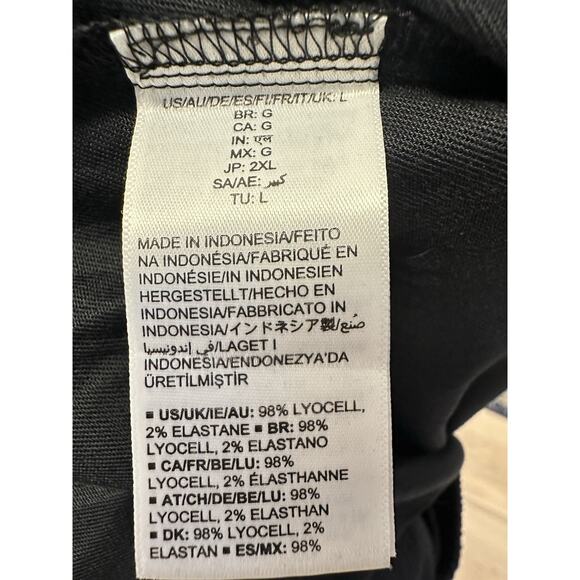 US/AU/DE/ES/FI/FR/IT/UK: L
BR: G
CA: G
IN: एल
MX: G
JP: 2XL
SA/AE: كبير
TU: L
MADE IN INDONESIA/FEITO
NA INDONÉSIA/FABRIQUÉ EN
INDONÉSIE/IN INDONESIEN
HERGESTELLT/HECHO EN
INDONESIA/FABBRICATO IN
INDONESIA/インドネシア製/صُنع
في إندونيسيا/LAGET I
INDONESIA/ENDONEZYA'DA
ÜRETİLMİŞTİR
▪ US/UK/IE/AU: 98% LYOCELL,
2% ELASTANE ▪ BR: 98%
LYOCELL, 2% ELASTANO
▪ CA/FR/BE/LU: 98%
LYOCELL, 2% ÉLASTHANNE
▪ AT/CH/DE/BE/LU: 98%
LYOCELL, 2% ELASTHAN
▪ DK: 98% LYOCELL, 2%
ELASTAN ▪ ES/MX: 98%